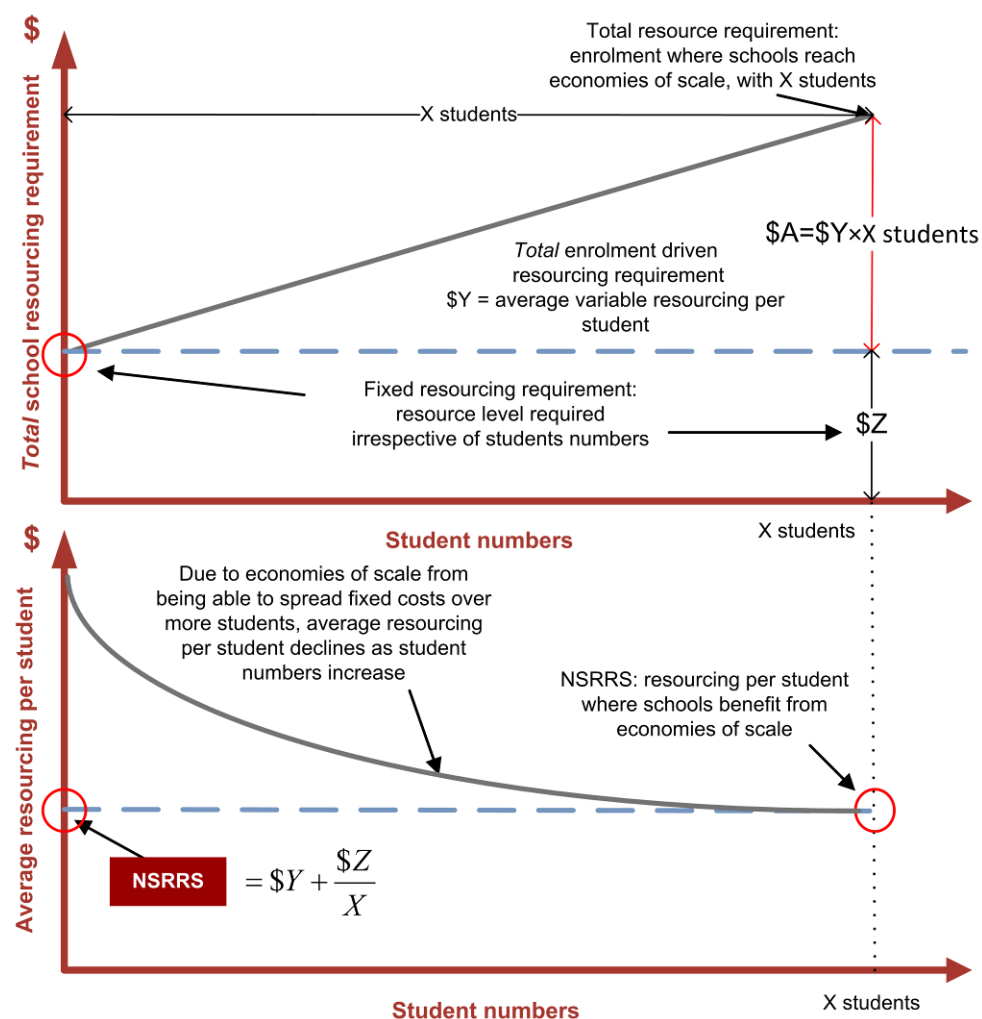 $
Total resource requirement:
enrolment where schools reach
economies of scale, with X students
X students
Total school resourcing requirement
$A=$Y×X students
Total enrolment driven
resourcing requirement
$Y = average variable resourcing per
student
Fixed resourcing requirement:
resource level required
irrespective of students numbers
$Z
X students
Student numbers
$
Due to economies of scale from
being able to spread fixed costs over
more students, average resourcing
per student declines as student
numbers increase
Average resourcing per student
NSRRS: resourcing per student
where schools benefit from
economies of scale
NSRRS
= $Y + $Z/X
X students
Student numbers